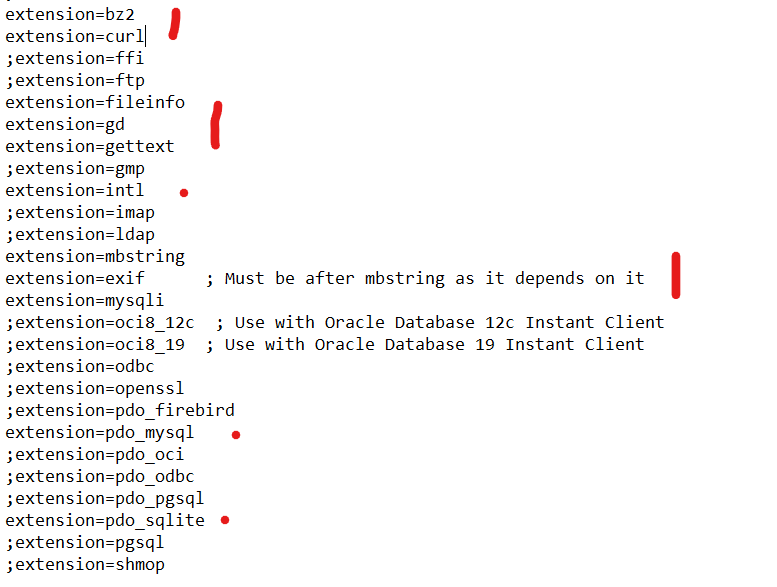 extension=bz2
extension=curl
;extension=ffi
;extension=ftp
extension=fileinfo
extension=gd
extension=gettext
;extension=gmp
extension=intl
;extension=imap
;extension=ldap
extension=mbstring
extension=exif      ; Must be after mbstring as it depends on it
extension=mysqli
;extension=oci8_12c  ; Use with Oracle Database 12c Instant Client
;extension=oci8_19  ; Use with Oracle Database 19 Instant Client
;extension=odbc
;extension=openssl
;extension=pdo_firebird
extension=pdo_mysql
;extension=pdo_oci
;extension=pdo_odbc
;extension=pdo_pgsql
extension=pdo_sqlite
;extension=pgsql
;extension=shmop